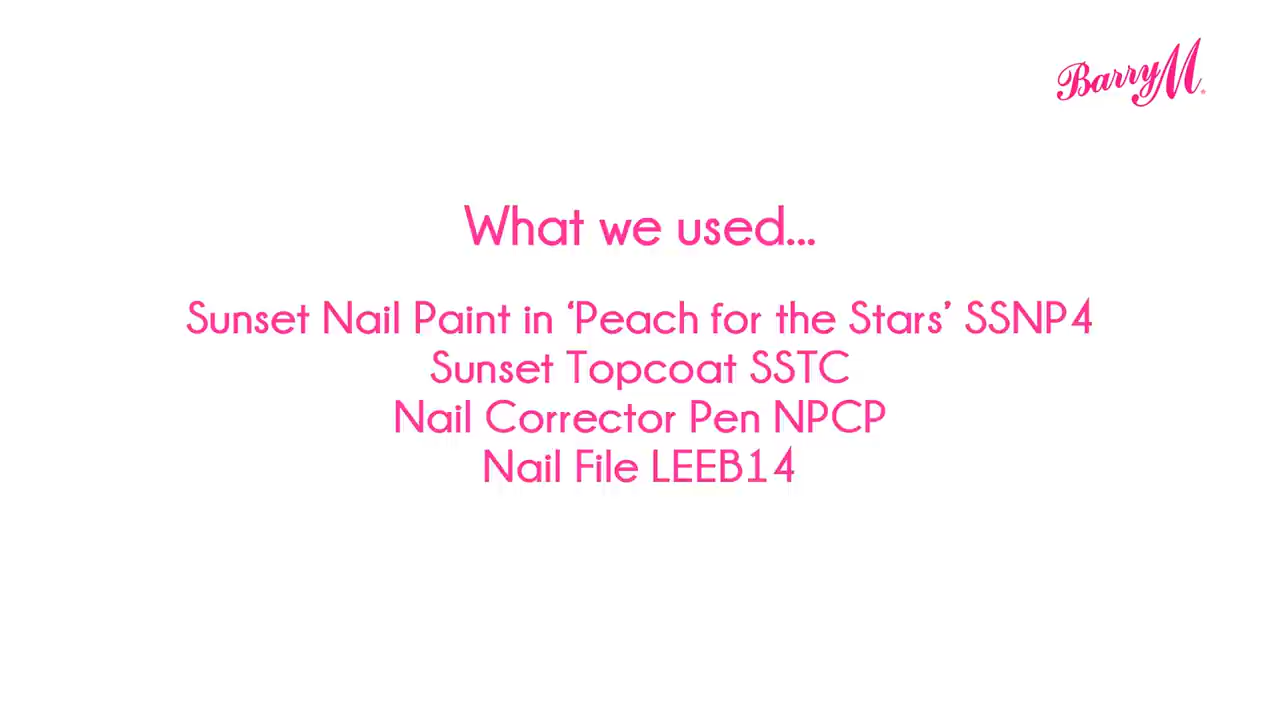 BarryM®
What we used...
Sunset Nail Paint in ‘Peach for the Stars’ SSNP4
Sunset Topcoat SSTC
Nail Corrector Pen NPCP
Nail File LEEB14